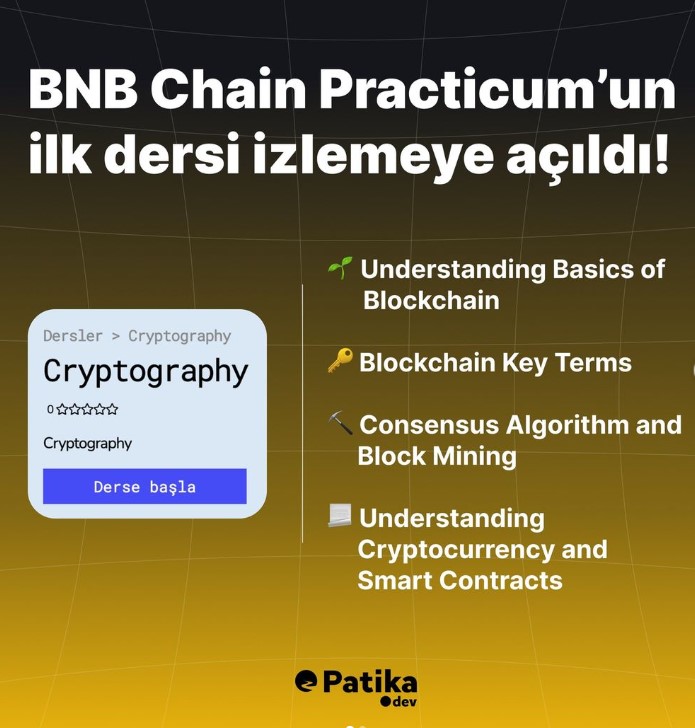 BNB Chain Practicum’un
ilk dersi izlemeye açıldı!
Dersler > Cryptography
Cryptography
0☆☆☆☆☆
Cryptography
Derse başla
🌱 Understanding Basics of
Blockchain
🔑 Blockchain Key Terms
⛏️ Consensus Algorithm and
Block Mining
📃 Understanding
Cryptocurrency and
Smart Contracts
Patika
dev